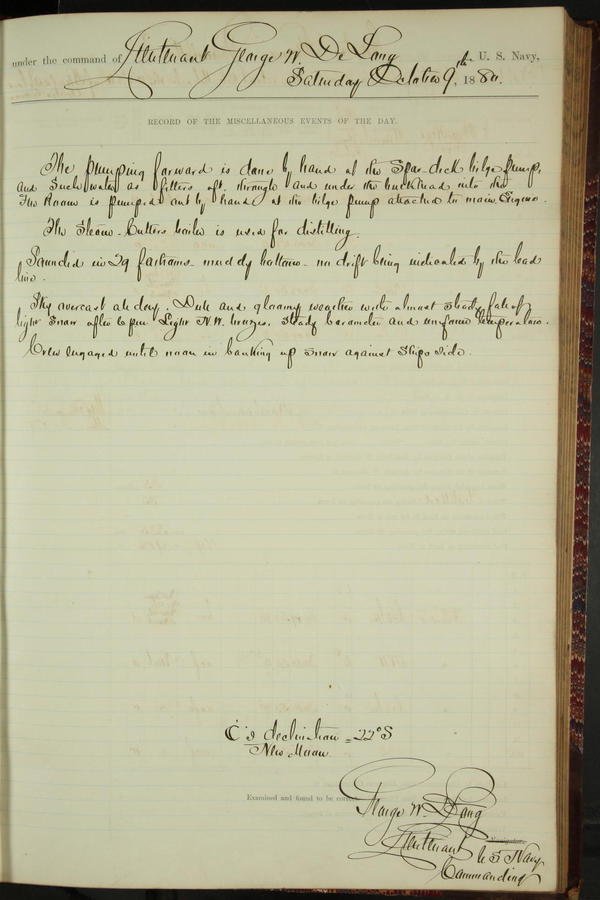 under the command of Lieutenant George W. De Long, U. S. Navy,
Saturday October 9th, 1880.
RECORD OF THE MISCELLANEOUS EVENTS OF THE DAY.
The pumping forward is done by hand at the Spar-deck bilge pump,
and such water as filters aft through and under the bulkhead into the
Fire Room is pumped out by hand at the bilge pump attached to main Engine.
The Steam-Cutters boiler is used for distilling.
Sounded in 29 fathoms - muddy bottom - no drift being indicated by the lead
line.
Sky overcast all day. Dull and gloomy weather with almost steady fall of
light snow after 6 pm. Light N.W. breezes, steady barometer and uniform temperature.
Crew engaged until noon in banking up snow against Ships side.
☾'s declination = 22° S
New Moon.
Examined and found to be correct.
George W. De Long
Navigator.
Lieutenant U S Navy
Commanding